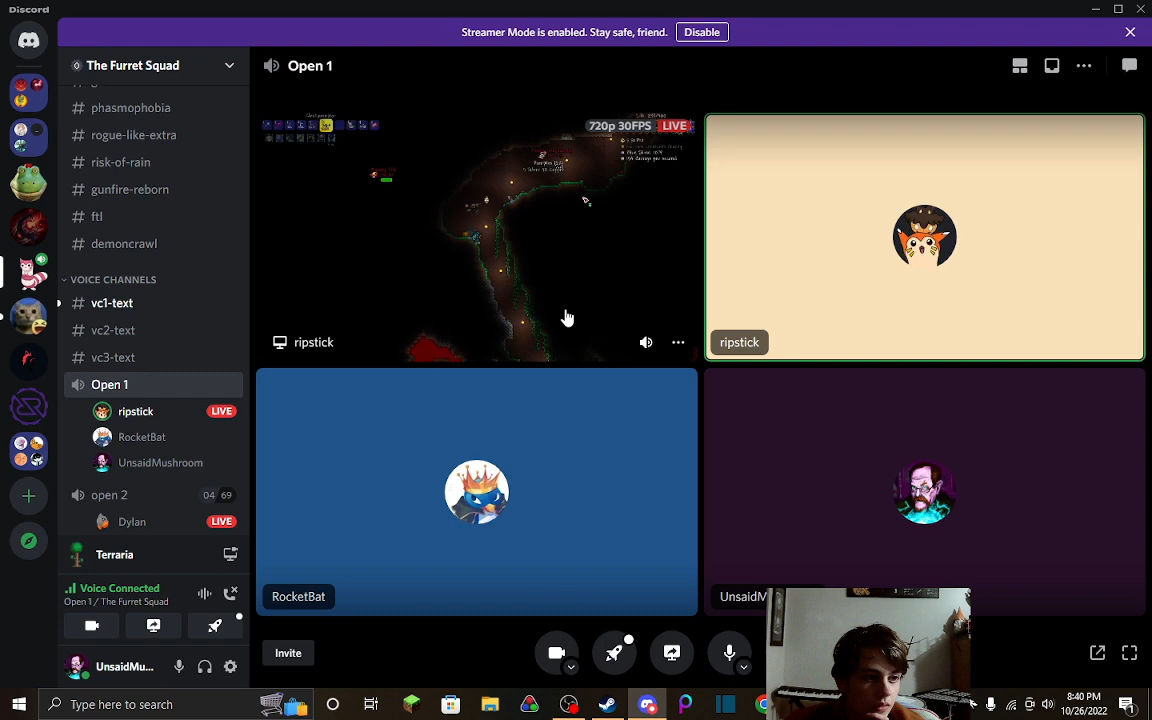 Discord
Streamer Mode is enabled. Stay safe, friend.
Disable
The Furret Squad
# phasmophobia
# rogue-like-extra
# risk-of-rain
# gunfire-reborn
# ftl
# demoncrawl
VOICE CHANNELS
# vc1-text
# vc2-text
# vc3-text
Open 1
ripstick LIVE
RocketBat
UnsaidMushroom
open 2 04 69
Dylan LIVE
Terraria
Voice Connected
Open 1 / The Furret Squad
UnsaidMu...
Open 1
720p 30FPS LIVE
ripstick
ripstick
RocketBat
UnsaidM
Invite
Type here to search
8:40 PM
10/26/2022